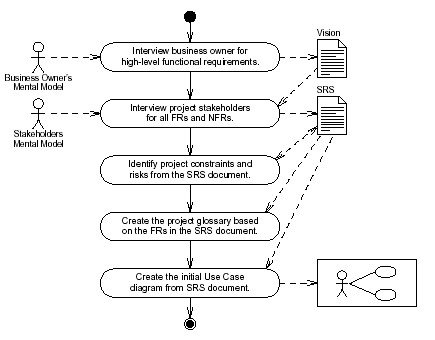 Interview business owner for
high-level functional requirements.
Vision
Business Owner's
Mental Model
Interview project stakeholders
for all FRs and NFRs.
SRS
Stakeholders
Mental Model
Identify project constraints and
risks from the SRS document.
Create the project glossary based
on the FRs in the SRS document.
Create the initial Use Case
diagram from SRS document.